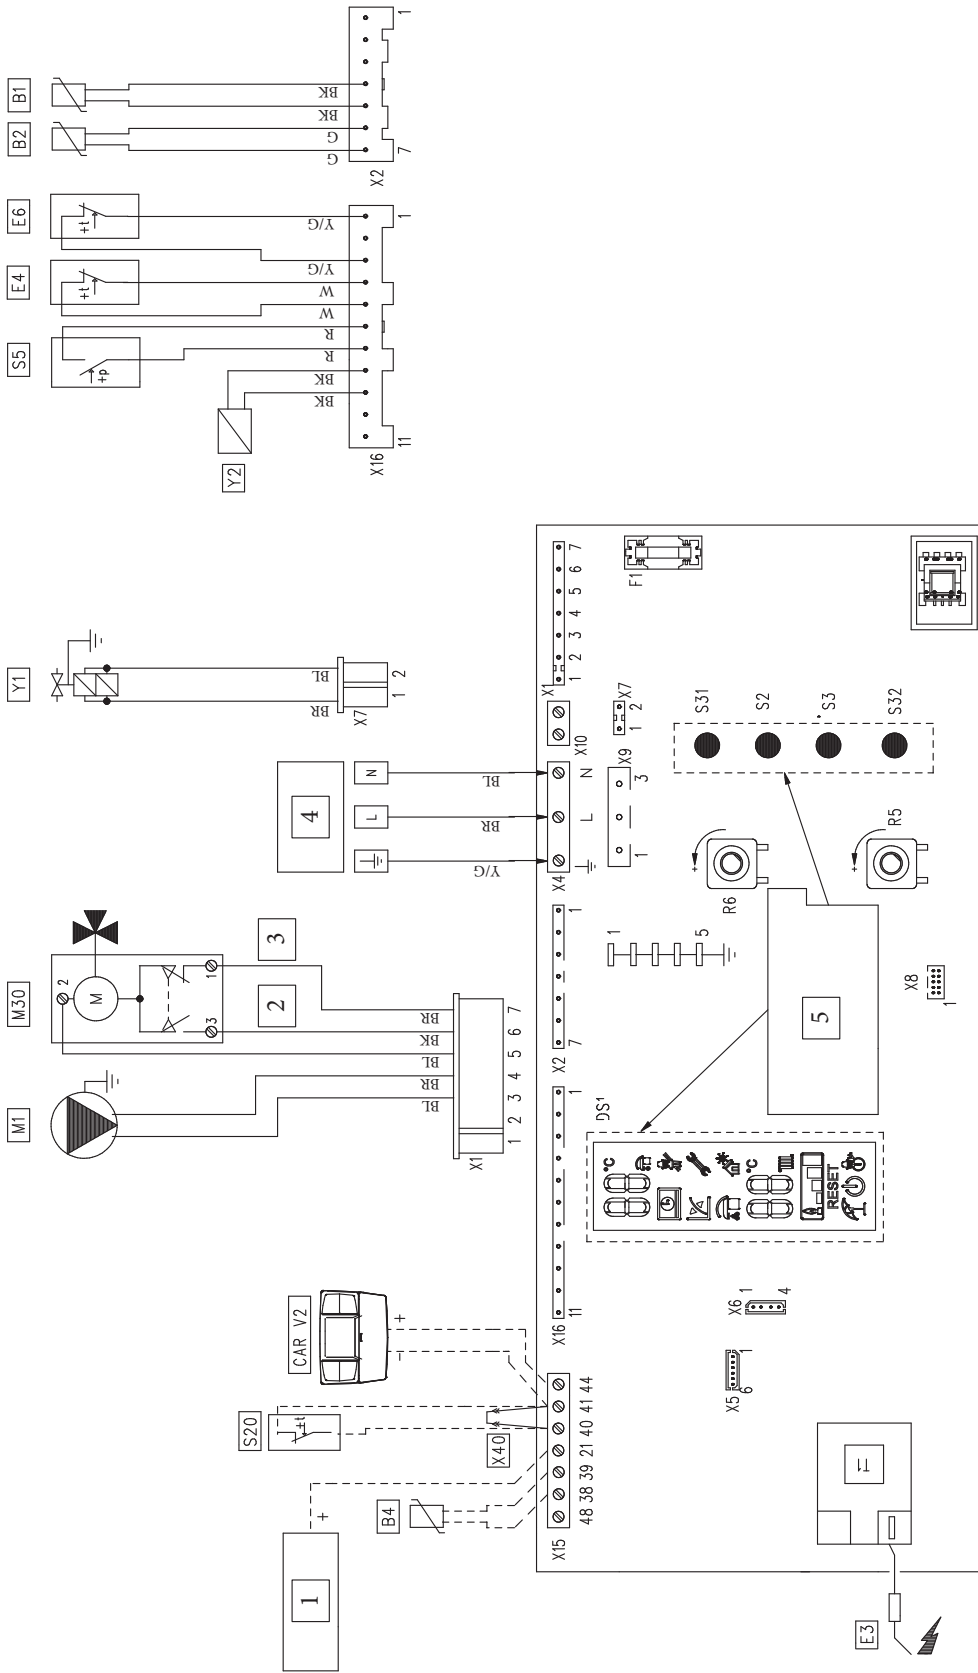 B1
B2
E6
E4
S5
+t
+t
+p
Y2
BK
BK
G
G
Y/G
Y/G
W
W
R
R
BK
BK
1
7
X2
1
11
X16
Y1
BL
BR
1 2
X7
4
N
L
BL
BR
Y/G
M30
M1
M
2
3
1
2
3
BR
BK
BL
BR
BL
1 2 3 4 5 6 7
X1
CAR V2
+
-
S20
±t
X40
B4
1
+
X15
48 38 39 21 40 41 44
X16
11
1
X2
7
1
X4
L
N
X10
X1
1 2 3 4 5 6 7
X9
1
3
X7
1 2
F1
S31
S2
S3
S32
R6
+
R5
+
1
5
5
X8
1
DS1
°C
°C
RESET
X6
1
4
X5
1
6
T1
E3